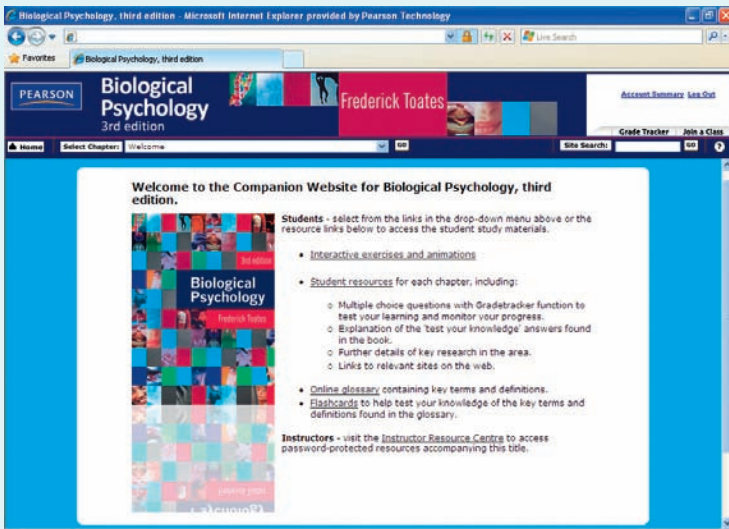 Biological Psychology, third edition - Microsoft Internet Explorer provided by Pearson Technology
Live Search
Favorites
Biological Psychology, third edition
PEARSON
Biological
Psychology
3rd edition
Frederick Toates
Account Summary Log Out
Grade Tracker Join a Class
Home
Select Chapter:
Welcome
GO
Site Search:
GO
?
Welcome to the Companion Website for Biological Psychology, third
edition.
3rd edition
Biological
Psychology
Frederick Toates
Students - select from the links in the drop-down menu above or the
resource links below to access the student study materials.
• Interactive exercises and animations
• Student resources for each chapter, including:
o Multiple choice questions with Gradetracker function to
test your learning and monitor your progress.
o Explanation of the 'test your knowledge' answers found
in the book.
o Further details of key research in the area.
o Links to relevant sites on the web.
• Online glossary containing key terms and definitions.
• Flashcards to help test your knowledge of the key terms and
definitions found in the glossary.
Instructors - visit the Instructor Resource Centre to access
password-protected resources accompanying this title.